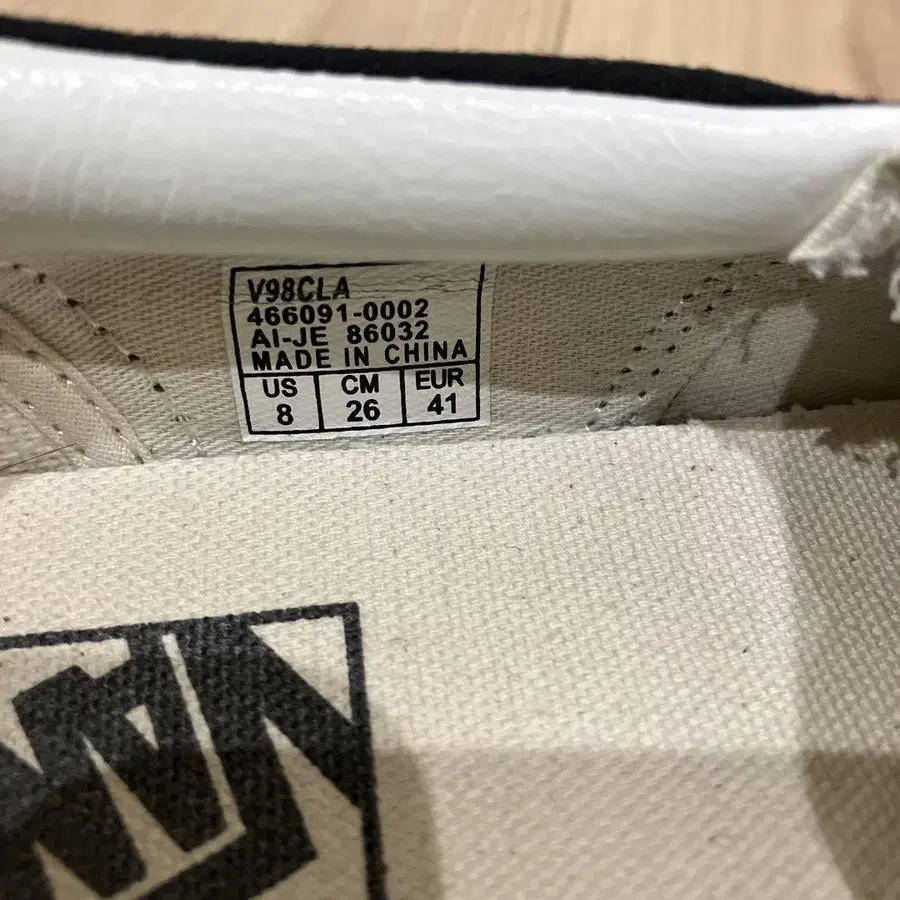 V98CLA
466091-0002
AI-JE 86032
MADE IN CHINA
US CM EUR
8 26 41